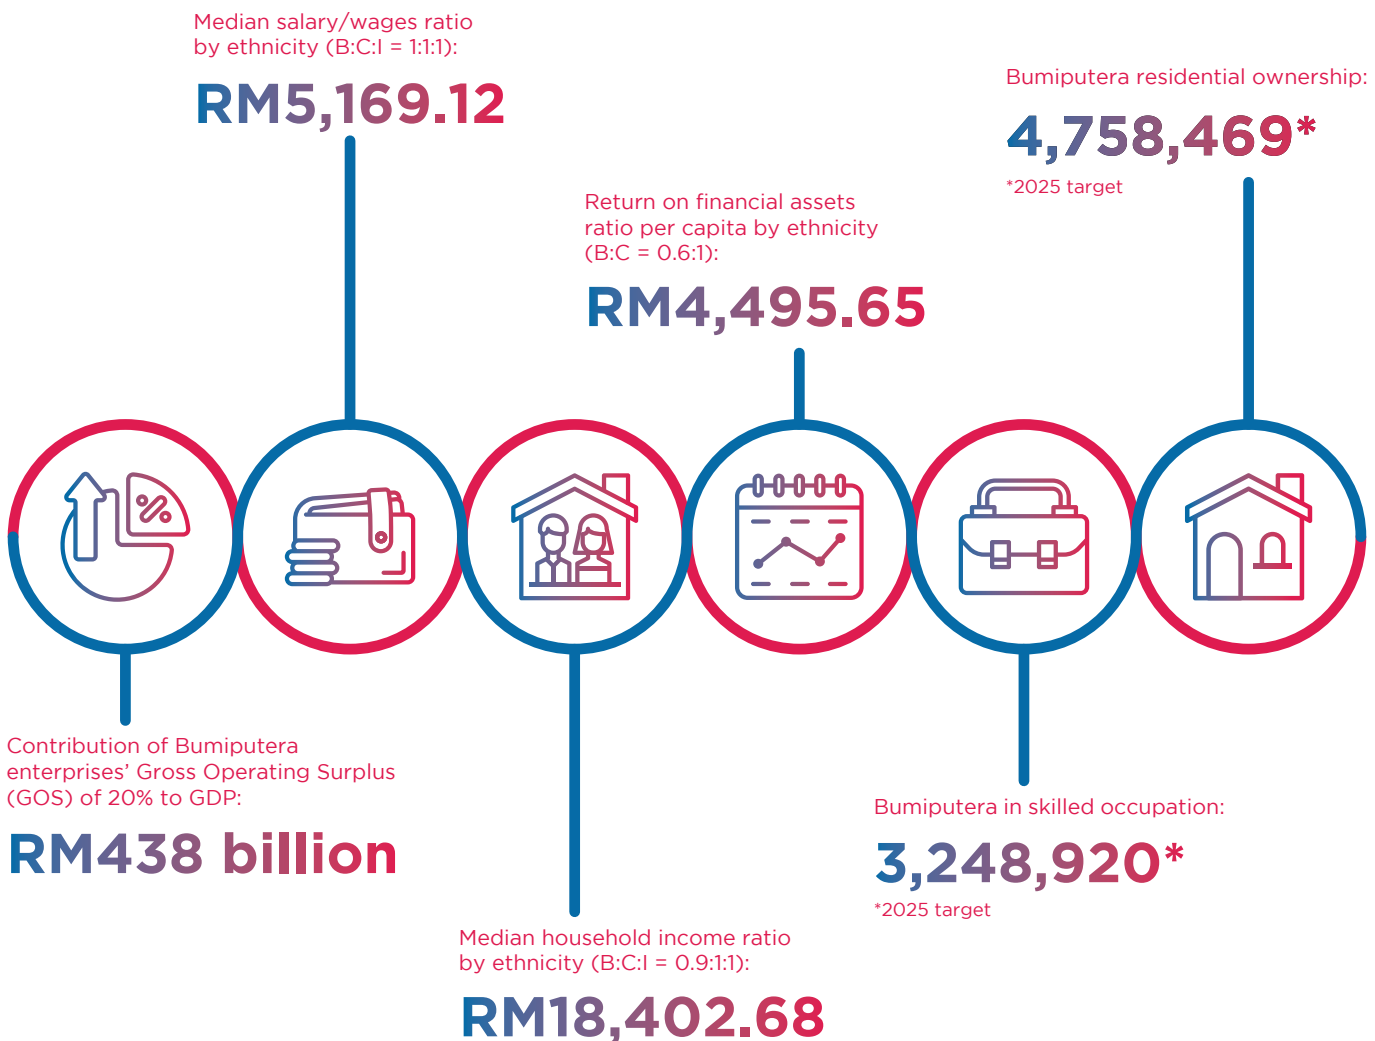 Median salary/wages ratio
by ethnicity (B:C:I = 1:1:1):
RM5,169.12
Bumiputera residential ownership:
4,758,469*
*2025 target
Return on financial assets
ratio per capita by ethnicity
(B:C = 0.6:1):
RM4,495.65
%
Contribution of Bumiputera
enterprises’ Gross Operating Surplus
(GOS) of 20% to GDP:
RM438 billion
Bumiputera in skilled occupation:
3,248,920*
*2025 target
Median household income ratio
by ethnicity (B:C:I = 0.9:1:1):
RM18,402.68